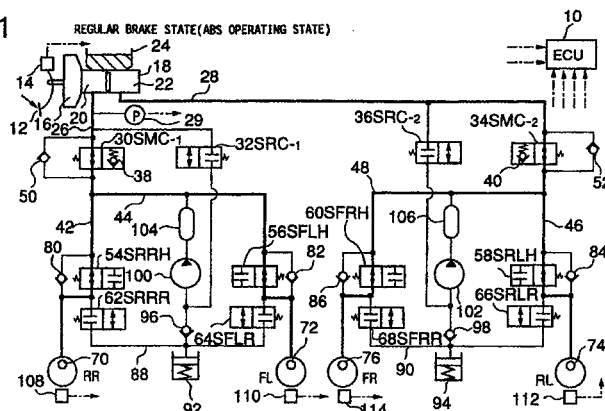 1
REGULAR BRAKE STATE(ABS OPERATING STATE)
10
ECU
24
18
22
14
12
16
20
26
28
P
29
30SMC-1
32SRC-1
36SRC-2
34SMC-2
38
40
50
52
42
44
48
46
104
106
54SRRH
56SFLH
60SFRH
58SRLH
80
82
86
84
100
102
62SRRR
64SFLR
68SFRR
66SRLR
96
98
88
90
70
72
76
74
RR
FL
FR
RL
92
94
108
110
114
112